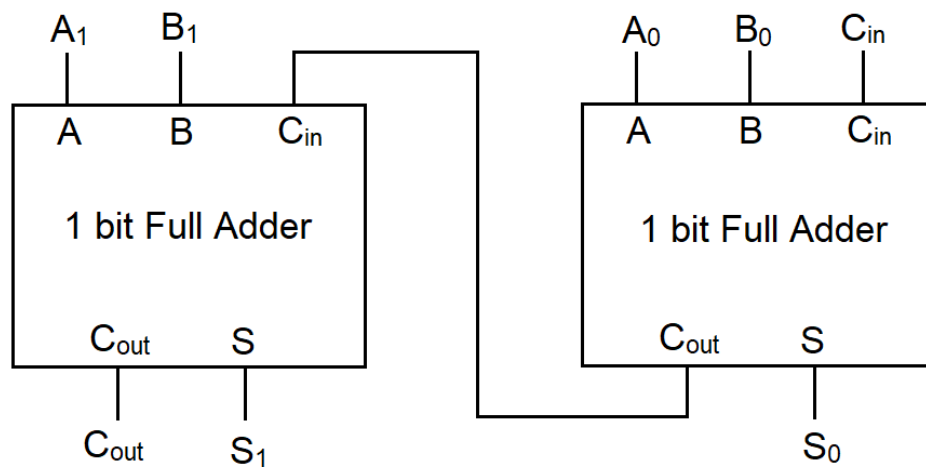 A₁ B₁ A₀ B₀ Cᵢₙ
A B Cᵢₙ A B Cᵢₙ
1 bit Full Adder 1 bit Full Adder
Cₒᵤₜ S Cₒᵤₜ S
Cₒᵤₜ S₁ S₀